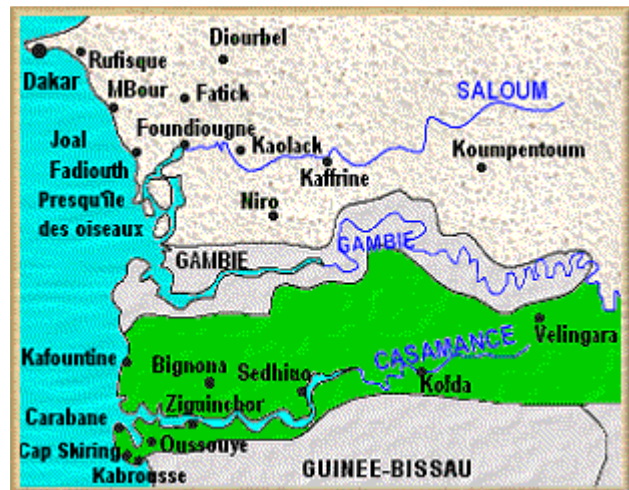 Diourbel
Rufisque
Dakar
MBour
Fatick
SALOUM
Foundiougne
Joal
Kaolack
Koumpentoum
Fadiouth
Kaffrine
Presqu'île
Niro
des oiseaux
GAMBIE
GAMBIE
Velingara
CASAMANCE
Kafountine
Bignona
Sedhiuo
Kolda
Ziguinchor
Carabane
Oussouye
Cap Skiring
Kabrousse
GUINEE-BISSAU